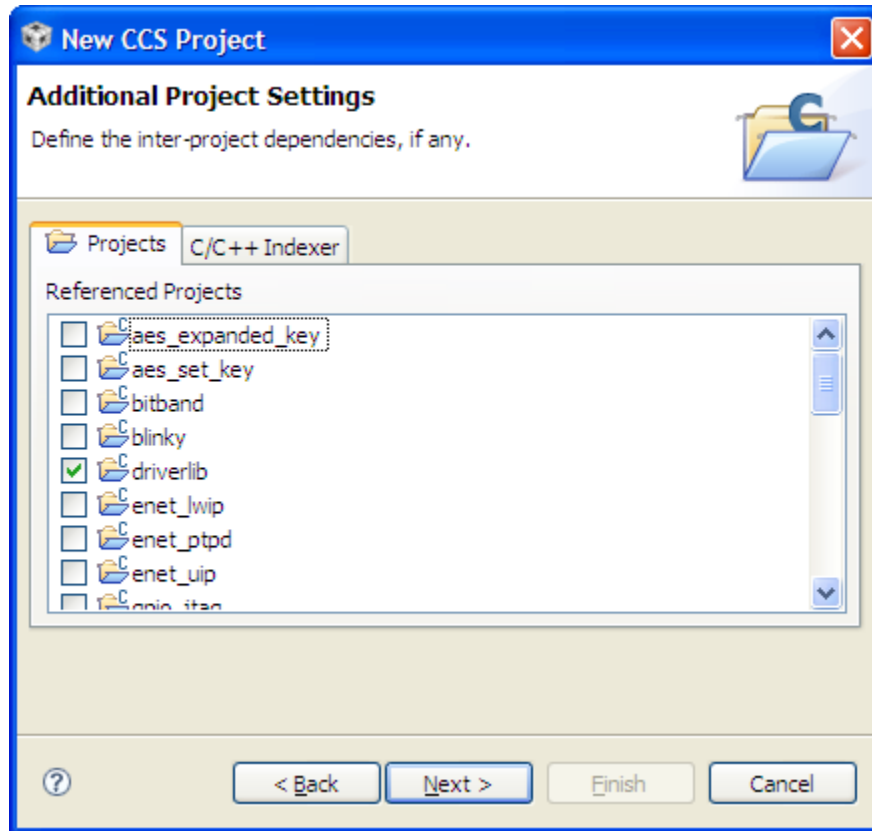 New CCS Project
Additional Project Settings
Define the inter-project dependencies, if any.
Projects
C/C++ Indexer
Referenced Projects
aes_expanded_key
aes_set_key
bitband
blinky
driverlib
enet_lwip
enet_ptpd
enet_uip
gpio_jtag
< Back Next > Finish Cancel